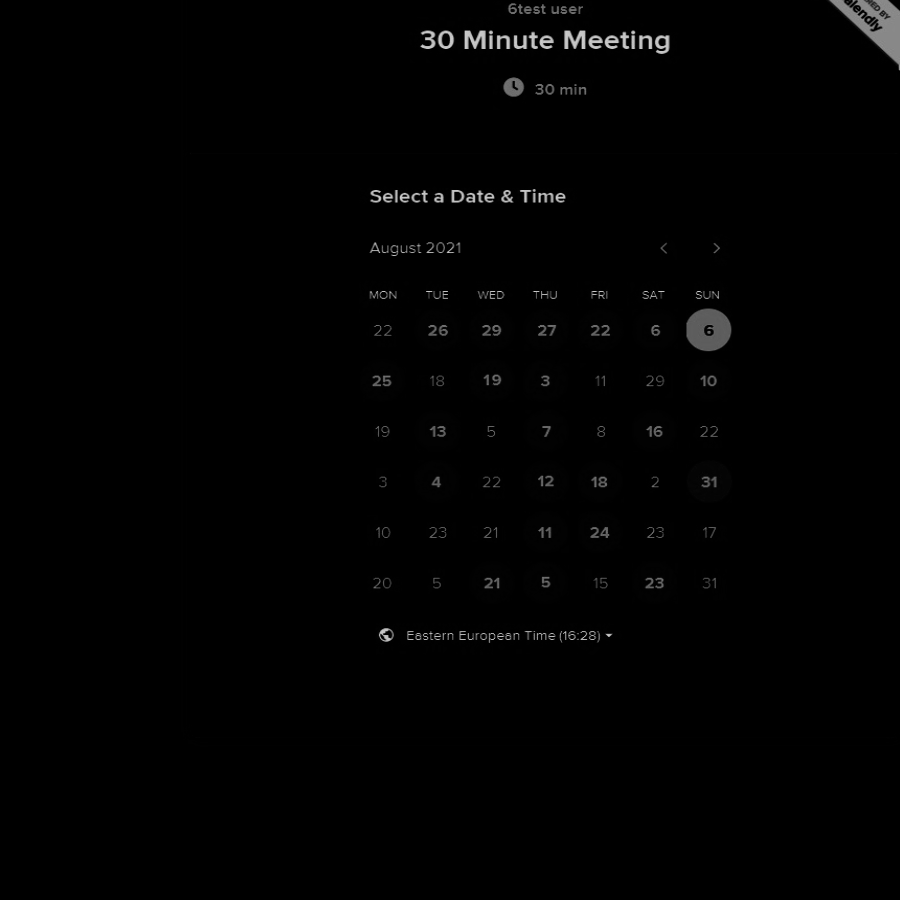 6test user
30 Minute Meeting
30 min
Select a Date & Time
August 2021
MON TUE WED THU FRI SAT SUN
22 26 29 27 22 6 6
25 18 19 3 11 29 10
19 13 5 7 8 16 22
3 4 22 12 18 2 31
10 23 21 11 24 23 17
20 5 21 5 15 23 31
Eastern European Time (16:28)